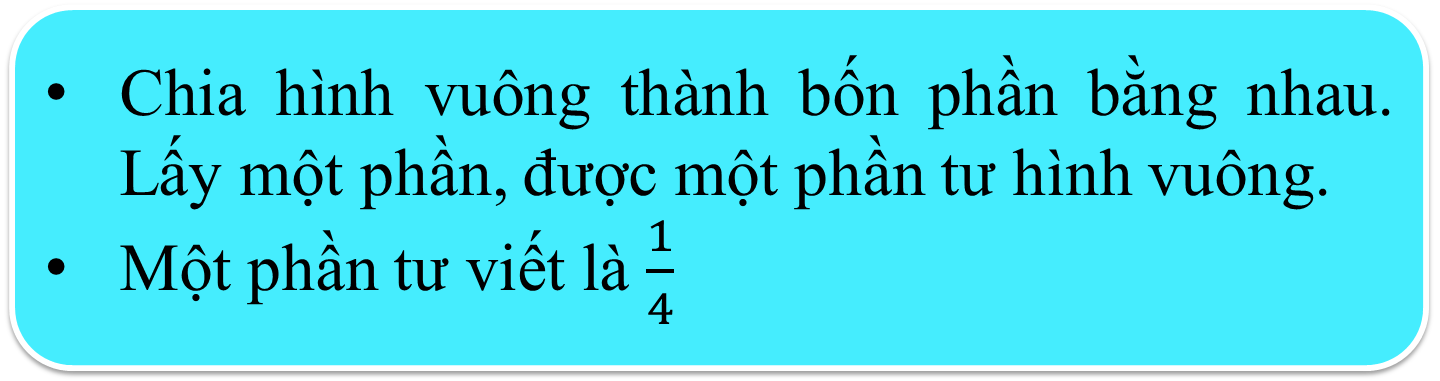 • Chia hình vuông thành bốn phần bằng nhau.
Lấy một phần, được một phần tư hình vuông.
• Một phần tư viết là $\frac{1}{4}$